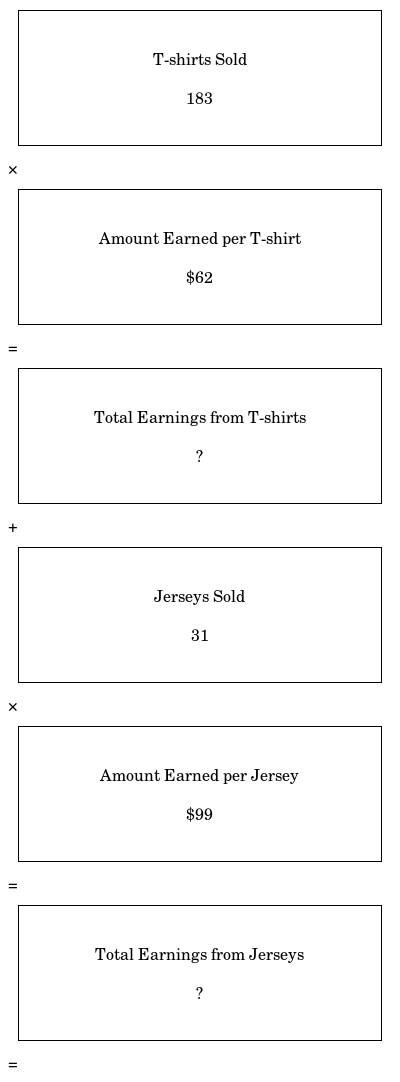 T-shirts Sold
183
×
Amount Earned per T-shirt
$62
=
Total Earnings from T-shirts
?
+
Jerseys Sold
31
×
Amount Earned per Jersey
$99
=
Total Earnings from Jerseys
?
=